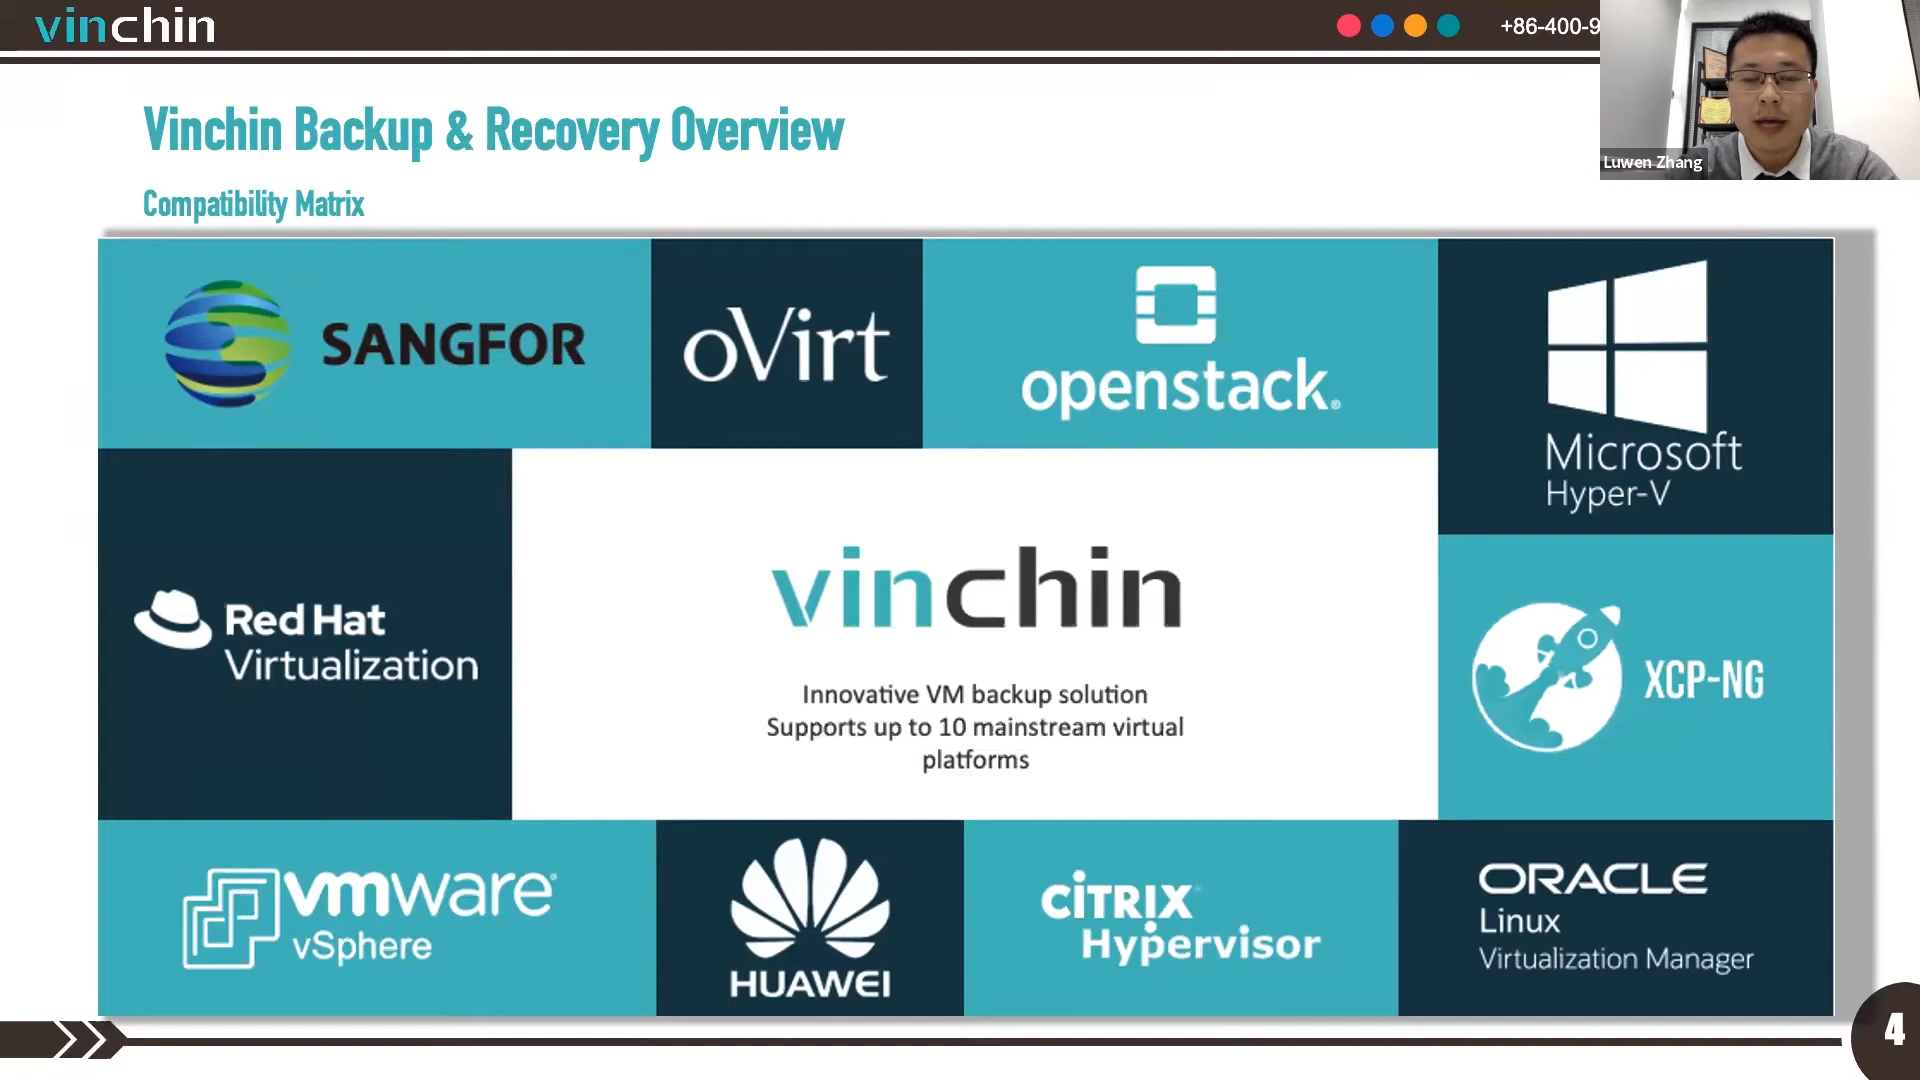 vinchin
+86-400-9
Luwen Zhang
Vinchin Backup & Recovery Overview
Compatibility Matrix
SANGFOR
oVirt
openstack®
Microsoft
Hyper-V
Red Hat
Virtualization
vinchin
Innovative VM backup solution
Supports up to 10 mainstream virtual
platforms
XCP-NG
vmware®
vSphere
HUAWEI
CITRIX
Hypervisor
ORACLE
Linux
Virtualization Manager
4